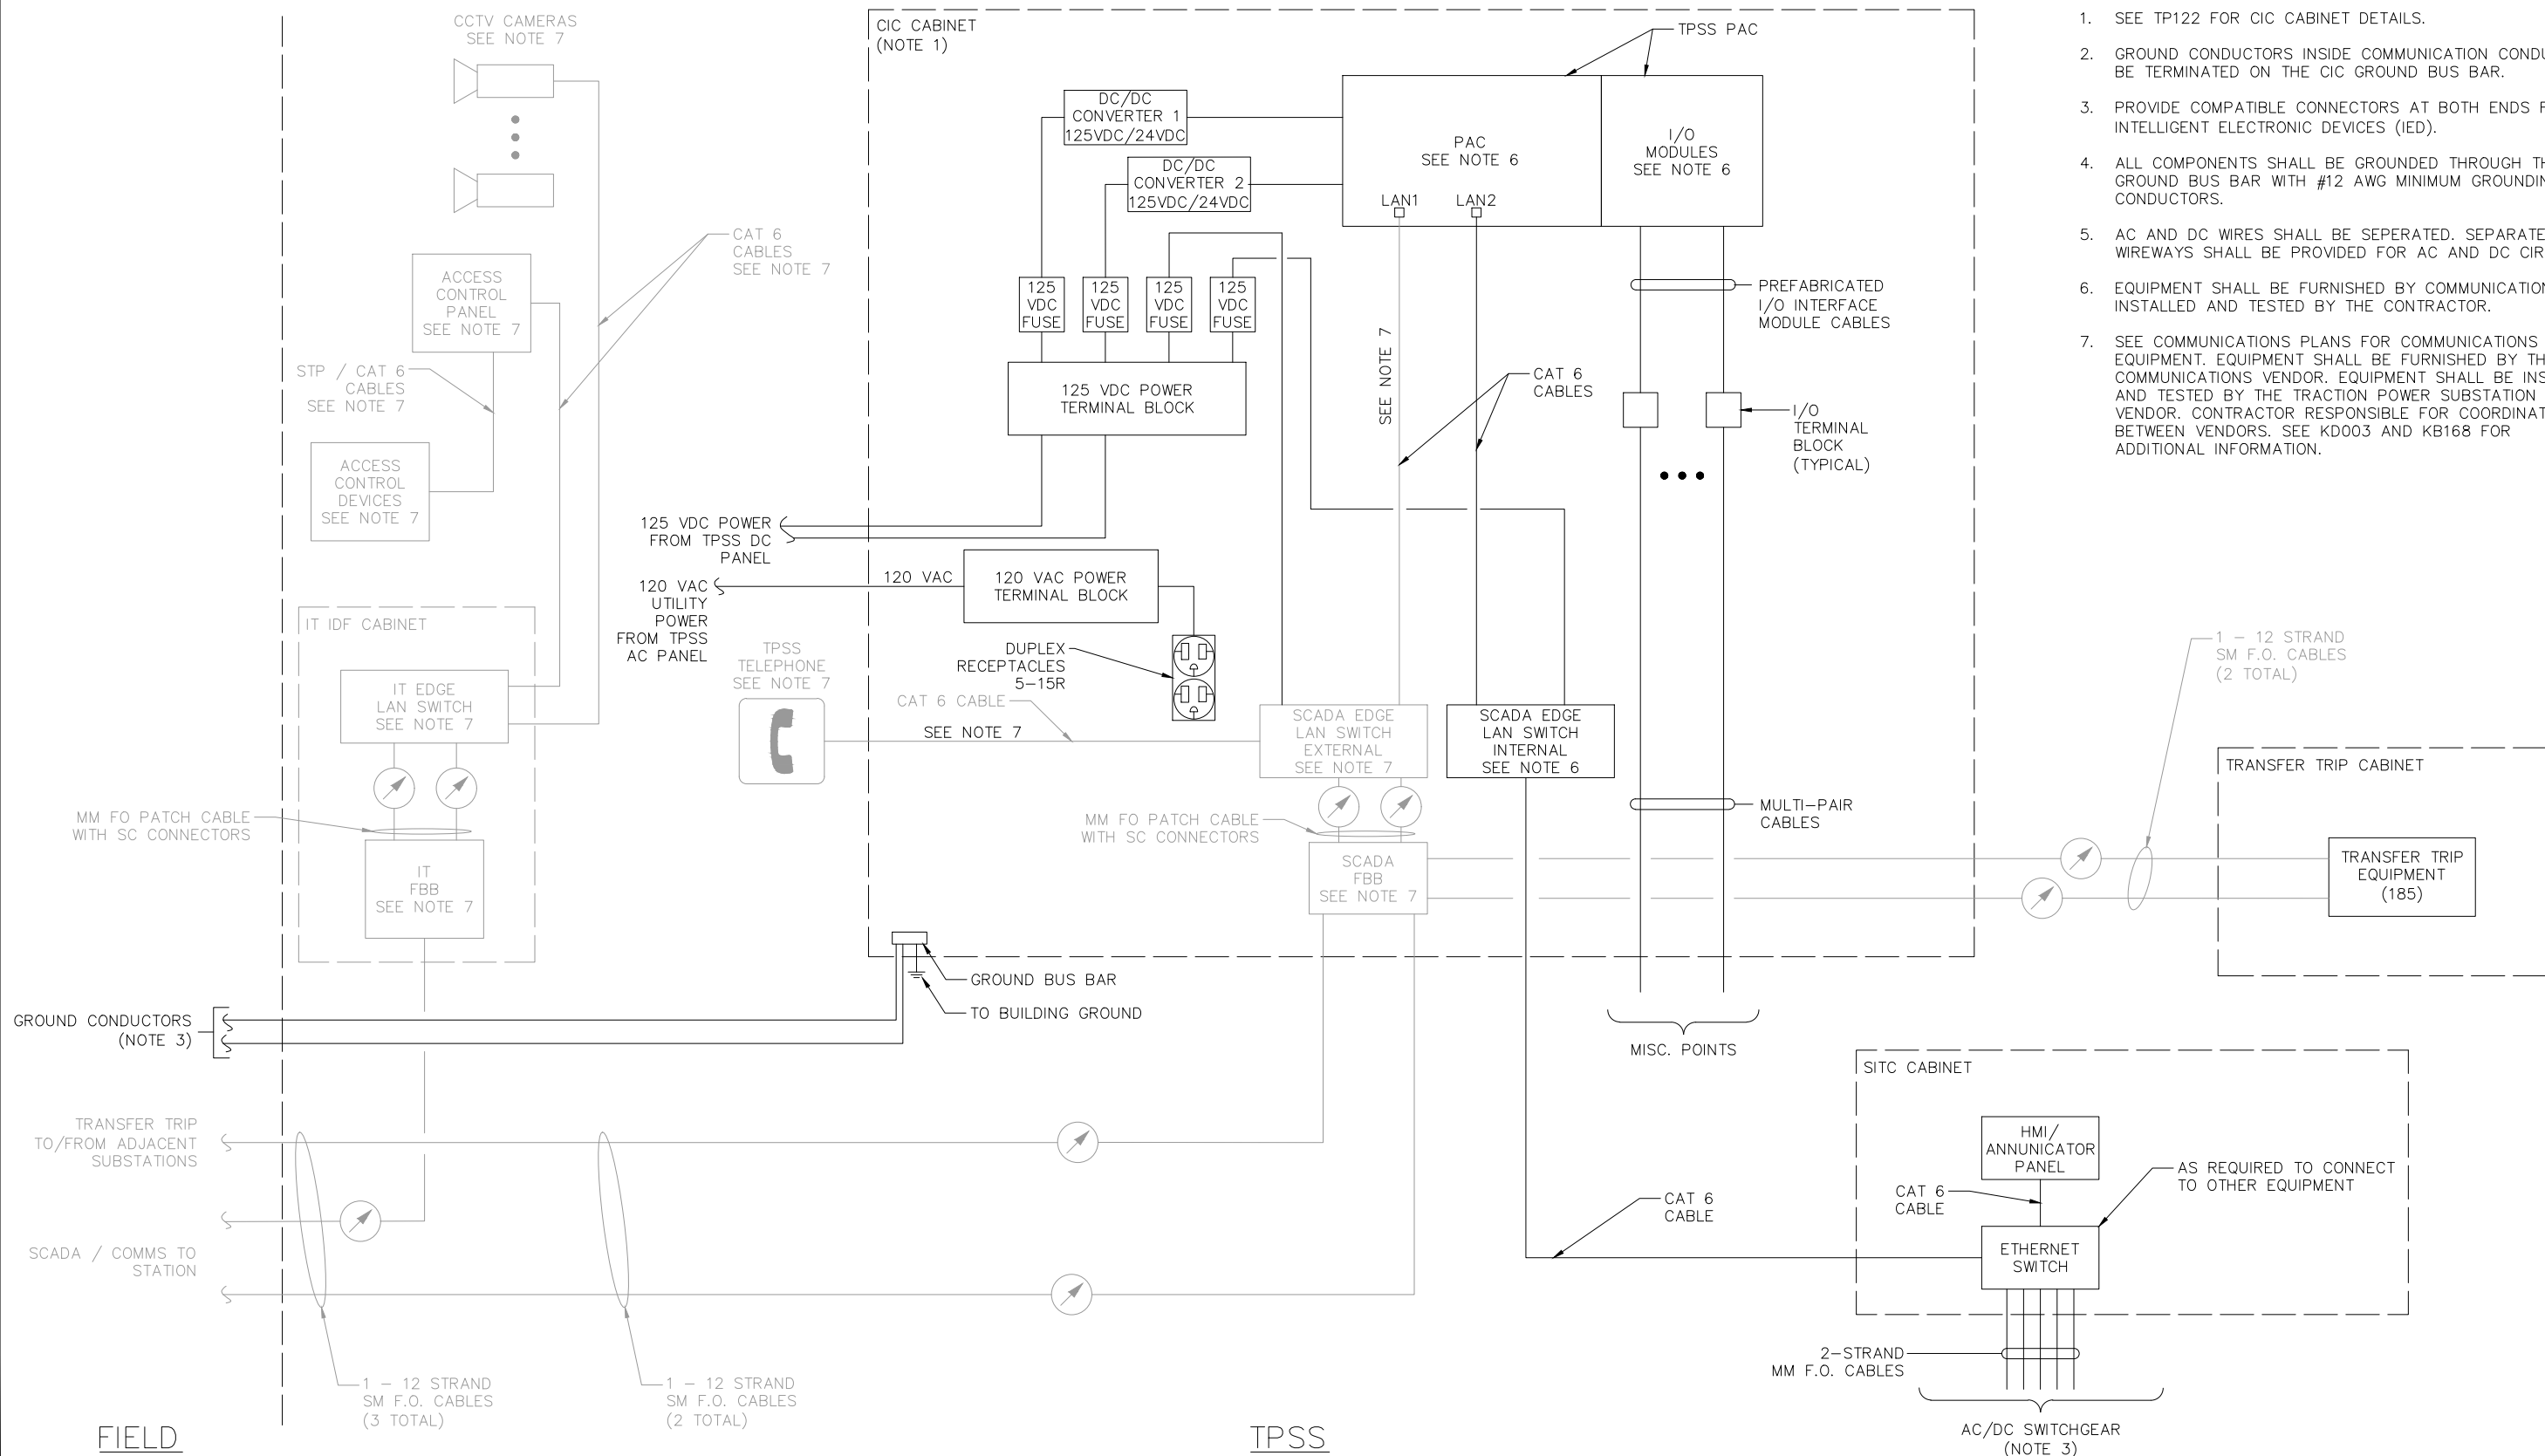 CCTV CAMERAS
SEE NOTE 7
CAT 6
CABLES
SEE NOTE 7
ACCESS
CONTROL
PANEL
SEE NOTE 7
STP / CAT 6
CABLES
SEE NOTE 7
ACCESS
CONTROL
DEVICES
SEE NOTE 7
IT IDF CABINET
IT EDGE
LAN SWITCH
SEE NOTE 7
MM FO PATCH CABLE
WITH SC CONNECTORS
IT
FBB
SEE NOTE 7
GROUND CONDUCTORS
(NOTE 3)
TRANSFER TRIP
TO/FROM ADJACENT
SUBSTATIONS
SCADA / COMMS TO
STATION
1 - 12 STRAND
SM F.O. CABLES
(3 TOTAL)
1 - 12 STRAND
SM F.O. CABLES
(2 TOTAL)
FIELD
TPSS
CIC CABINET
(NOTE 1)
TPSS PAC
DC/DC
CONVERTER 1
125VDC/24VDC
DC/DC
CONVERTER 2
125VDC/24VDC
PAC
SEE NOTE 6
LAN1
LAN2
I/O
MODULES
SEE NOTE 6
125
VDC
FUSE
125
VDC
FUSE
125
VDC
FUSE
125
VDC
FUSE
125 VDC POWER
TERMINAL BLOCK
SEE NOTE 7
CAT 6
CABLES
PREFABRICATED
I/O INTERFACE
MODULE CABLES
I/O
TERMINAL
BLOCK
(TYPICAL)
125 VDC POWER
FROM TPSS DC
PANEL
120 VAC
UTILITY
POWER
FROM TPSS
AC PANEL
120 VAC
120 VAC POWER
TERMINAL BLOCK
DUPLEX
RECEPTACLES
5-15R
TPSS
TELEPHONE
SEE NOTE 7
CAT 6 CABLE
SEE NOTE 7
SCADA EDGE
LAN SWITCH
EXTERNAL
SEE NOTE 7
SCADA EDGE
LAN SWITCH
INTERNAL
SEE NOTE 6
MM FO PATCH CABLE
WITH SC CONNECTORS
SCADA
FBB
SEE NOTE 7
MULTI-PAIR
CABLES
GROUND BUS BAR
TO BUILDING GROUND
MISC. POINTS
1 - 12 STRAND
SM F.O. CABLES
(2 TOTAL)
TRANSFER TRIP CABINET
TRANSFER TRIP
EQUIPMENT
(185)
SITC CABINET
HMI/
ANNUNICATOR
PANEL
CAT 6
CABLE
AS REQUIRED TO CONNECT
TO OTHER EQUIPMENT
CAT 6
CABLE
ETHERNET
SWITCH
2-STRAND
MM F.O. CABLES
AC/DC SWITCHGEAR
(NOTE 3)
1. SEE TP122 FOR CIC CABINET DETAILS.
2. GROUND CONDUCTORS INSIDE COMMUNICATION
BE TERMINATED ON THE CIC GROUND BUS BAR.
3. PROVIDE COMPATIBLE CONNECTORS AT BOTH ENDS
INTELLIGENT ELECTRONIC DEVICES (IED).
4. ALL COMPONENTS SHALL BE GROUNDED THROUGH
GROUND BUS BAR WITH #12 AWG MINIMUM
CONDUCTORS.
5. AC AND DC WIRES SHALL BE SEPERATED. SEPARATE
WIREWAYS SHALL BE PROVIDED FOR AC AND DC
6. EQUIPMENT SHALL BE FURNISHED BY
INSTALLED AND TESTED BY THE CONTRACTOR.
7. SEE COMMUNICATIONS PLANS FOR COMMUNICATIONS
EQUIPMENT. EQUIPMENT SHALL BE FURNISHED BY
COMMUNICATIONS VENDOR. EQUIPMENT SHALL BE
AND TESTED BY THE TRACTION POWER SUBSTATION
VENDOR. CONTRACTOR RESPONSIBLE FOR
BETWEEN VENDORS. SEE KD003 AND KB168 FOR
ADDITIONAL INFORMATION.